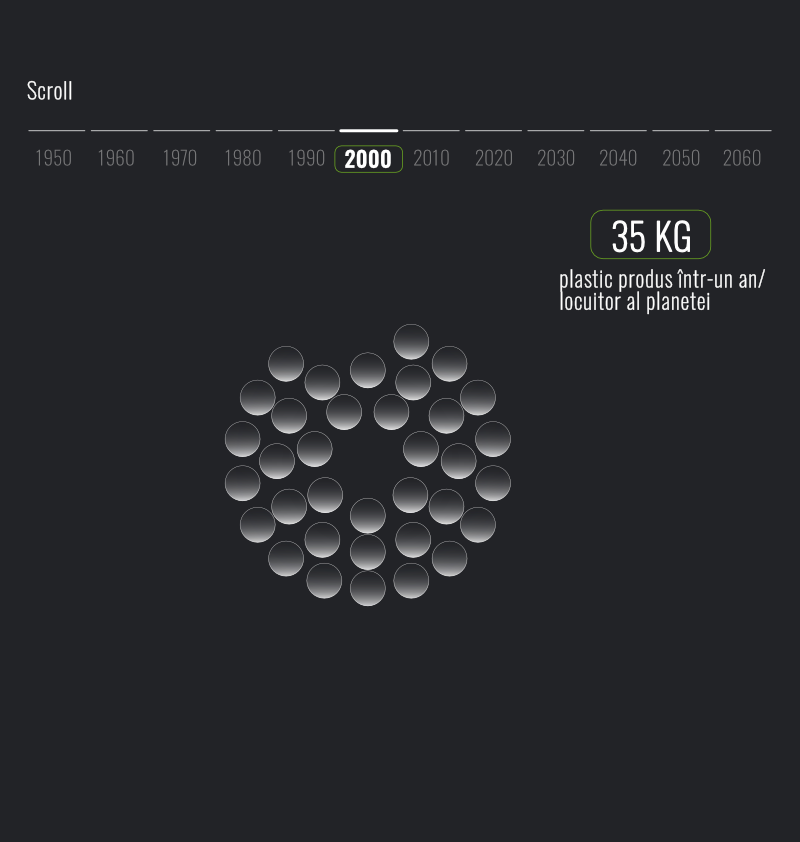 Scroll
1950 1960 1970 1980 1990 2000 2010 2020 2030 2040 2050 2060
35 KG
plastic produs într-un an/
locuitor al planetei